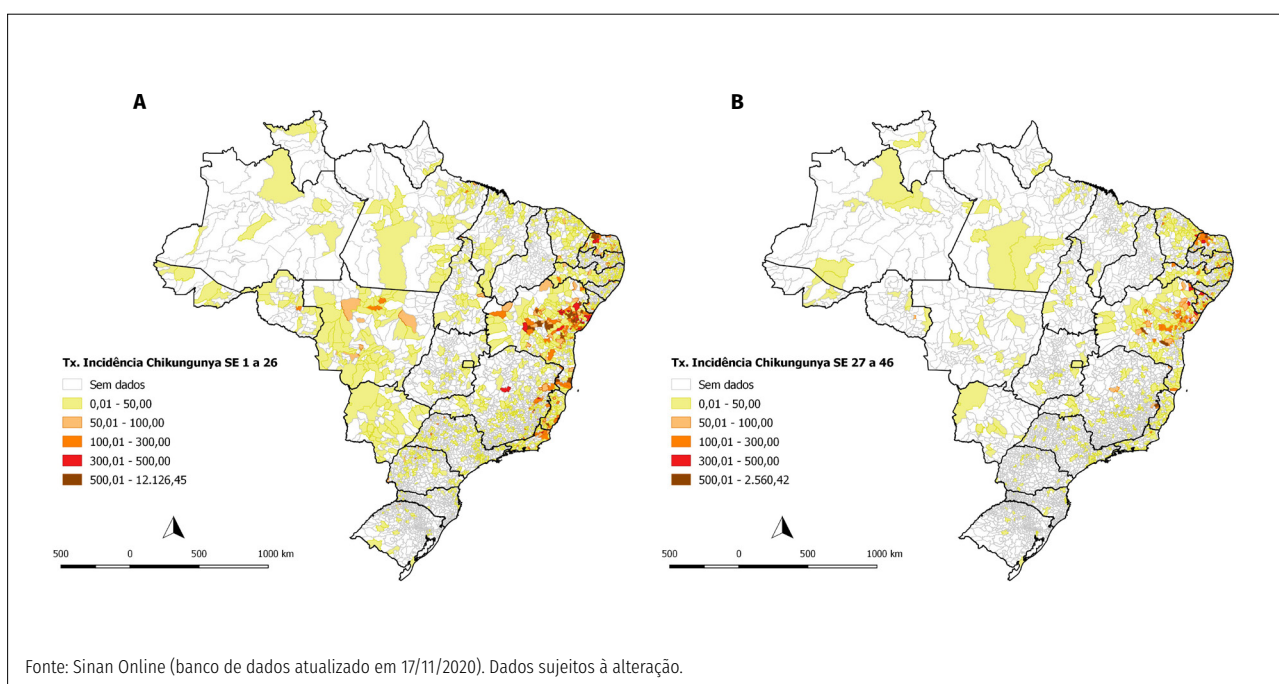 A
Tx. Incidência Chikungunya SE 1 a 26
Sem dados
0,01 - 50,00
50,01 - 100,00
100,01 - 300,00
300,01 - 500,00
500,01 - 12.126,45
500 0 500 1000 km
B
Tx. Incidência Chikungunya SE 27 a 46
Sem dados
0,01 - 50,00
50,01 - 100,00
100,01 - 300,00
300,01 - 500,00
500,01 - 2.560,42
500 0 500 1000 km
Fonte: Sinan Online (banco de dados atualizado em 17/11/2020). Dados sujeitos à alteração.